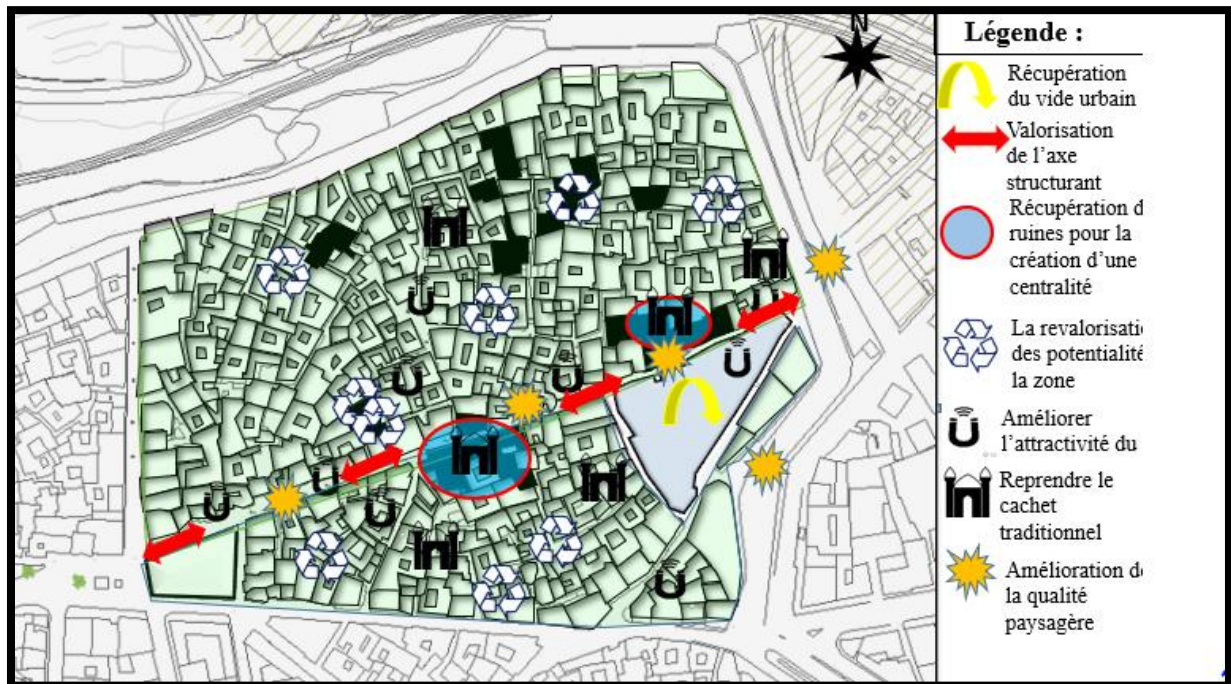 N
Légende :
Récupération
du vide urbain
Valorisation
de l’axe
structurant
Récupération d
ruines pour la
création d’une
centralité
La revalorisati
des potentialité
la zone
Améliorer
l’attractivité du
Reprendre le
cachet
traditionnel
Amélioration de
la qualité
paysagère